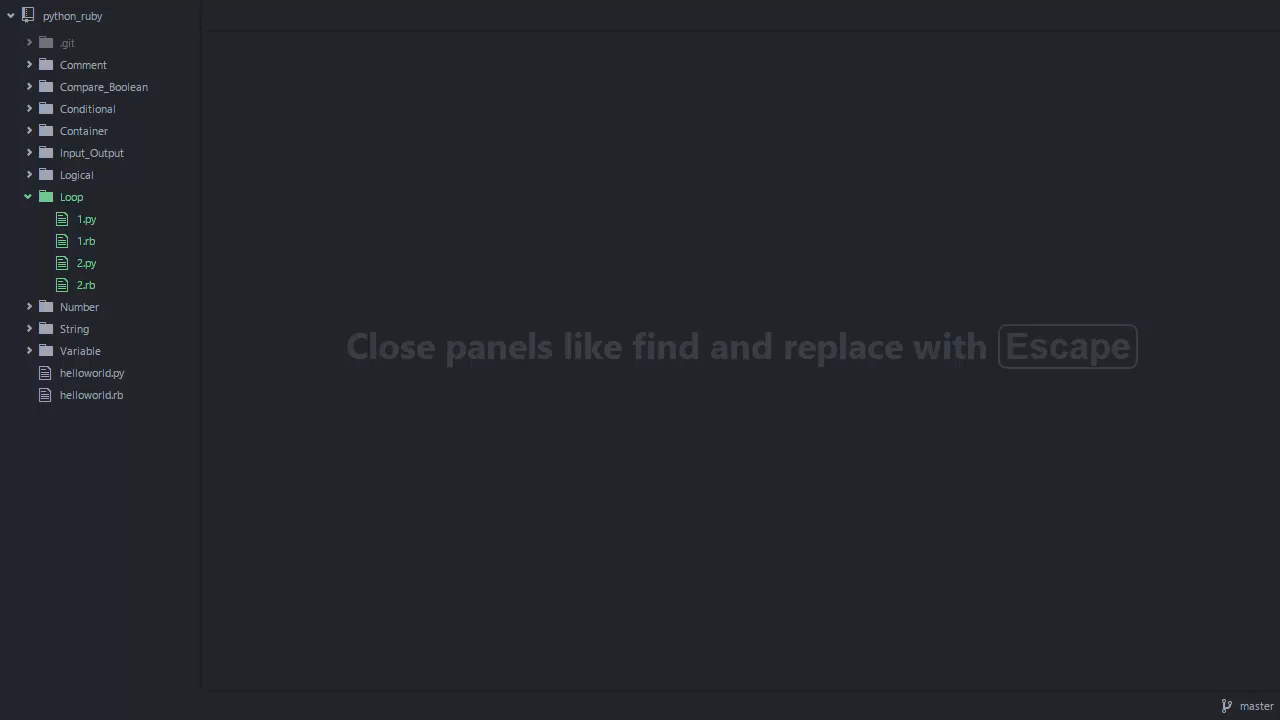 python_ruby
.git
Comment
Compare_Boolean
Conditional
Container
Input_Output
Logical
Loop
1.py
1.rb
2.py
2.rb
Number
String
Variable
helloworld.py
helloworld.rb
Close panels like find and replace with Escape
master